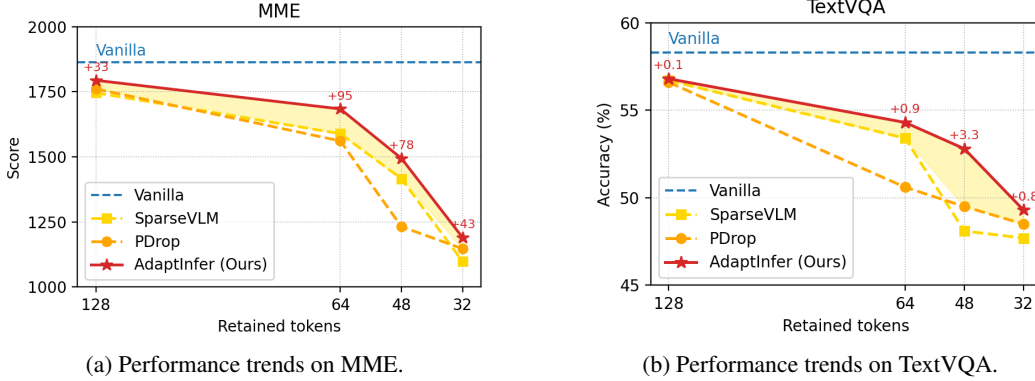 MME
2000
1750
1500
1250
1000
Score
Vanilla
+33
+95
+78
+43
Vanilla
SparseVLM
PDrop
AdaptInfer (Ours)
128
64
48
32
Retained tokens
(a) Performance trends on MME.
TextVQA
60
55
50
45
Accuracy (%)
Vanilla
+0.1
+0.9
+3.3
+0.8
Vanilla
SparseVLM
PDrop
AdaptInfer (Ours)
128
64
48
32
Retained tokens
(b) Performance trends on TextVQA.